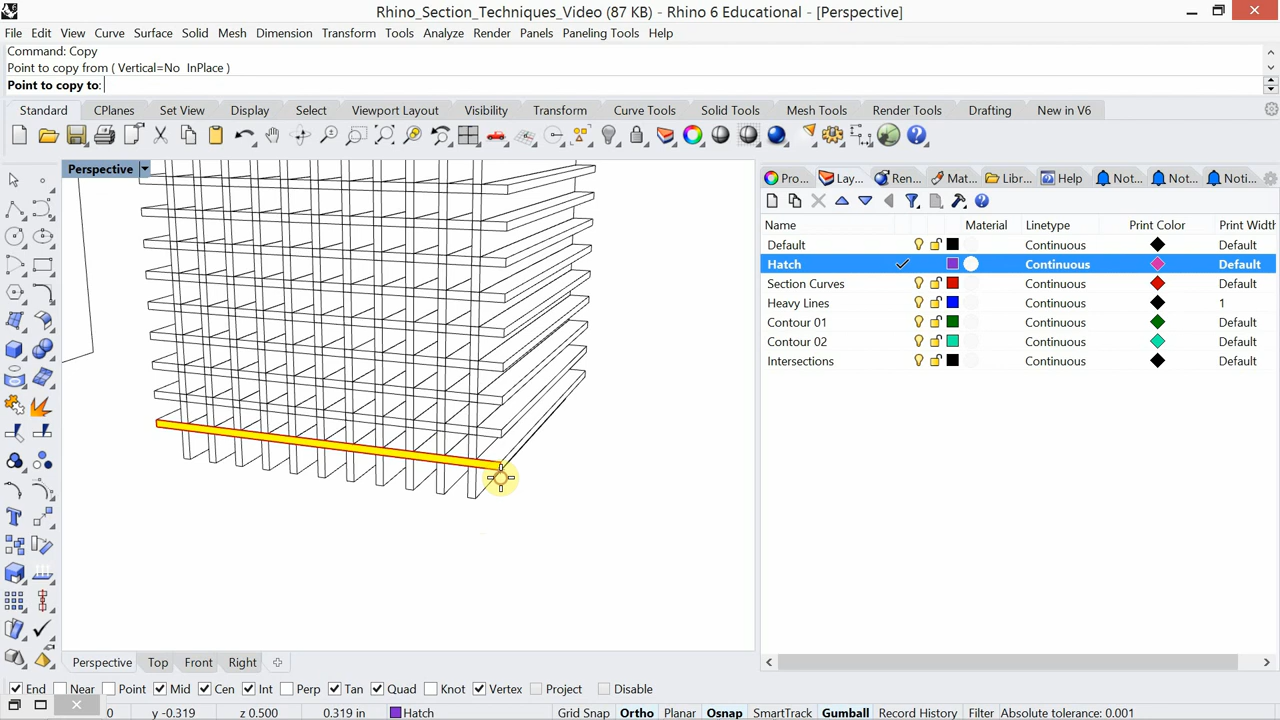 Rhino_Section_Techniques_Video (87 KB) - Rhino 6 Educational - [Perspective]
File Edit View Curve Surface Solid Mesh Dimension Transform Tools Analyze Render Panels Paneling Tools Help
Command: Copy
Point to copy from ( Vertical=No InPlace )
Point to copy to:
Standard CPlanes Set View Display Select Viewport Layout Visibility Transform Curve Tools Solid Tools Mesh Tools Render Tools Drafting New in V6
Perspective
Pro... Lay... Ren... Mat... Libr... Help Not... Not... Noti...
Name Material Linetype Print Color Print Width
Default Continuous Default
Hatch Continuous Default
Section Curves Continuous Default
Heavy Lines Continuous 1
Contour 01 Continuous Default
Contour 02 Continuous Default
Intersections Continuous Default
Perspective Top Front Right
End Near Point Mid Cen Int Perp Tan Quad Knot Vertex Project Disable
0 y -0.319 z 0.500 0.319 in Hatch Grid Snap Ortho Planar Osnap SmartTrack Gumball Record History Filter Absolute tolerance: 0.001